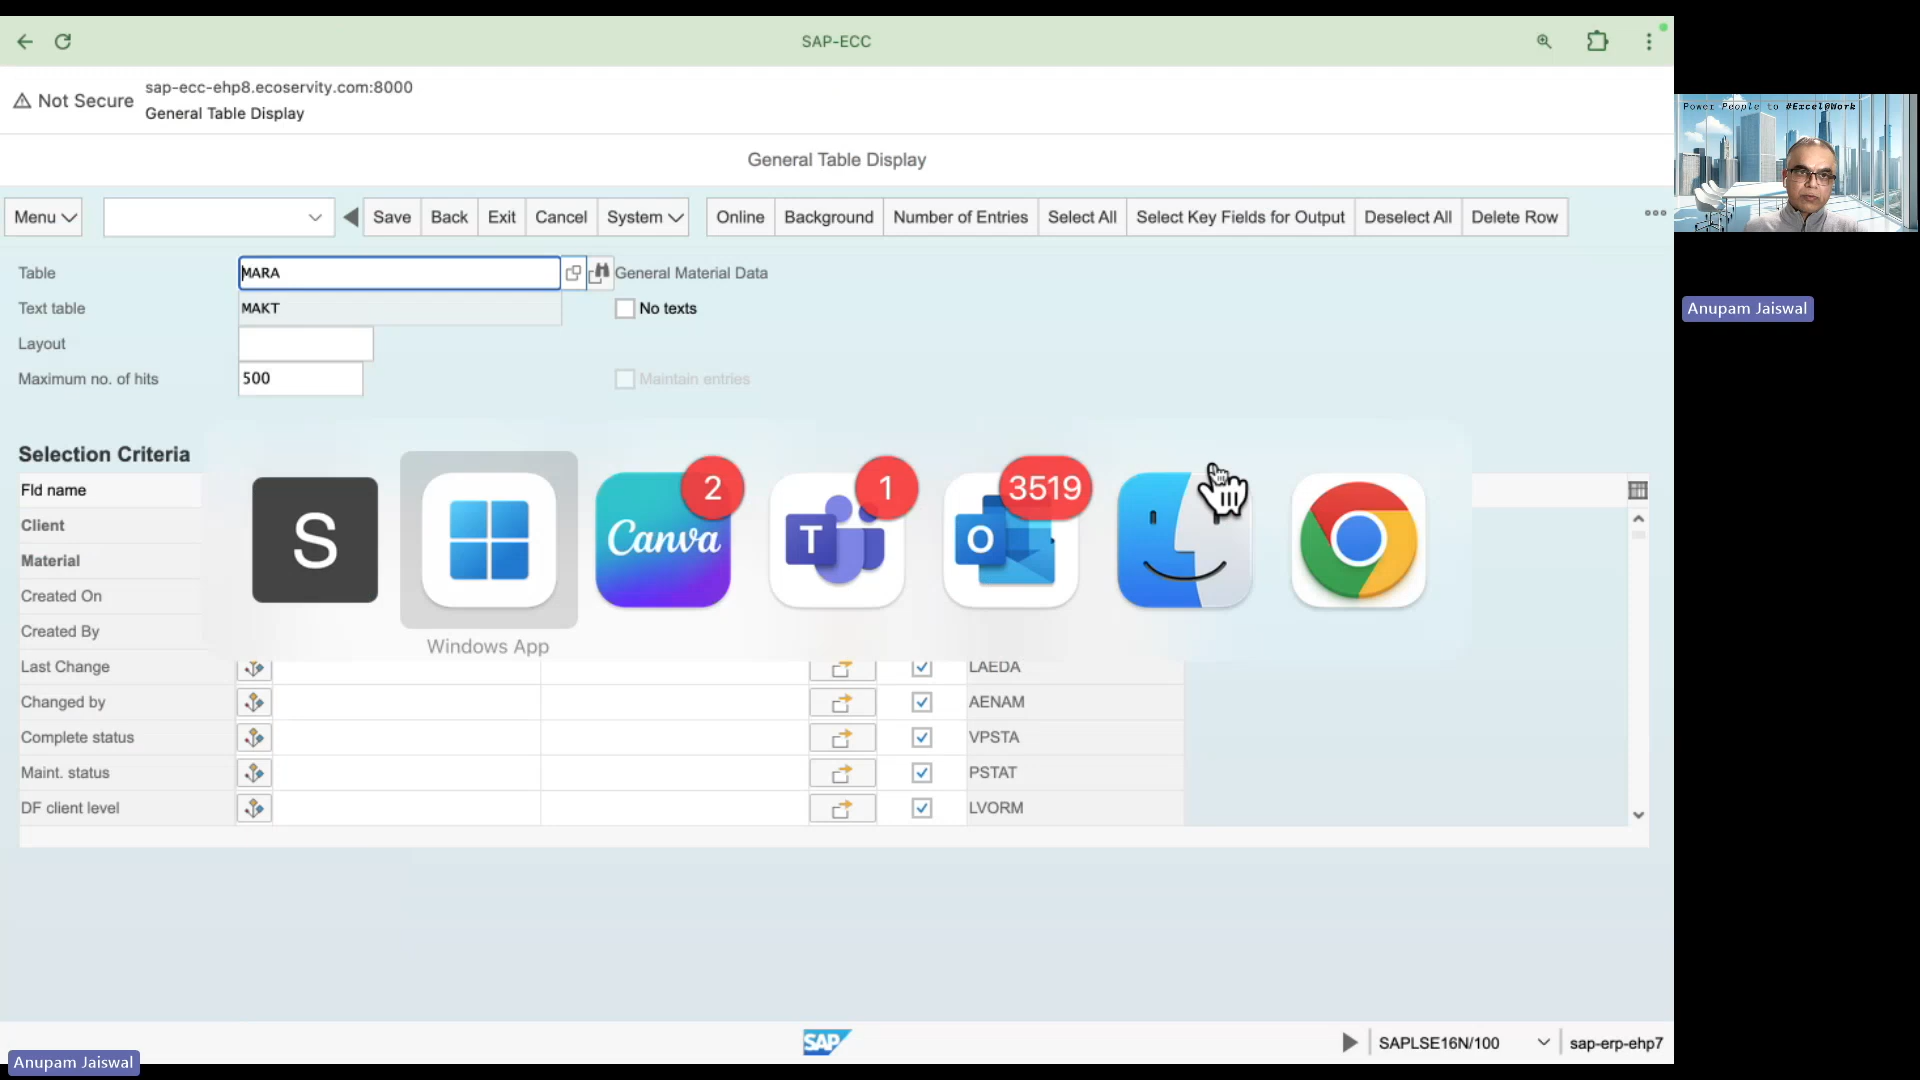 SAP-ECC
Not Secure
sap-ecc-ehp8.ecoservity.com:8000
General Table Display
General Table Display
Menu
Save
Back
Exit
Cancel
System
Online
Background
Number of Entries
Select All
Select Key Fields for Output
Deselect All
Delete Row
Table
MARA
General Material Data
Text table
MAKT
No texts
Layout
Maximum no. of hits
500
Maintain entries
Selection Criteria
Fld name
Client
Material
Created On
Created By
S
Canva
2
T
1
O
3519
Windows App
Last Change
LAEDA
Changed by
AENAM
Complete status
VPSTA
Maint. status
PSTAT
DF client level
LVORM
SAP
SAPLSE16N/100
sap-erp-ehp7
Anupam Jaiswal
Power People to #Excel@Work
Anupam Jaiswal